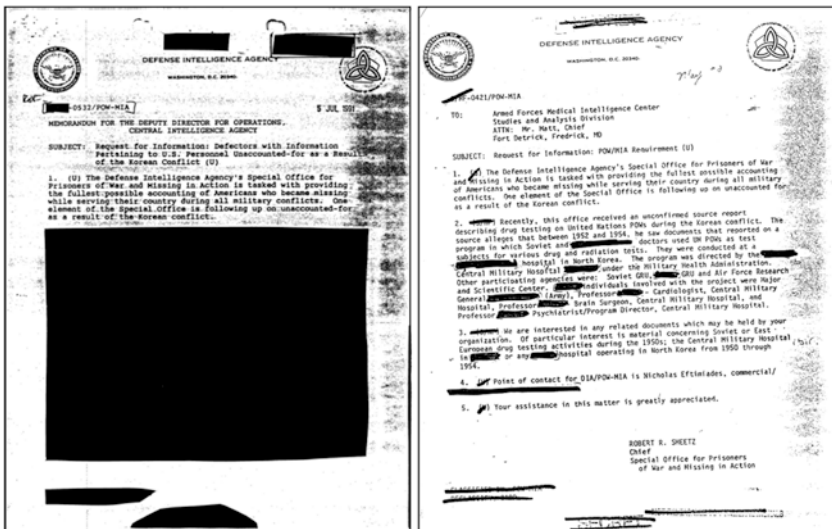 DEFENSE INTELLIGENCE AGENCY
WASHINGTON, D.C. 20340-
-0532/POW-MIA
5 JUL 1991
MEMORANDUM FOR THE DEPUTY DIRECTOR FOR OPERATIONS,
CENTRAL INTELLIGENCE AGENCY
SUBJECT: Request for Information: Defectors with Information
Pertaining to U.S. Personnel Unaccounted-for as a Result
of the Korean Conflict (U)
1. (U) The Defense Intelligence Agency's Special Office for
Prisoners of War and Missing in Action is tasked with providing
the fullest possible accounting of Americans who became missing
while serving their country during all military conflicts. One
element of the Special Office is following up on unaccounted-for
as a result of the Korean conflict.
DEFENSE INTELLIGENCE AGENCY
WASHINGTON, D.C. 20340-
-0421/POW-MIA
TO: Armed Forces Medical Intelligence Center
Studies and Analysis Division
ATTN: Mr. Matt, Chief
Fort Detrick, Fredrick, MD
SUBJECT: Request for Information: POW/MIA Requirement (U)
1. The Defense Intelligence Agency's Special Office for Prisoners of War
and Missing in Action is tasked with providing the fullest possible accounting
of Americans who became missing while serving their country during all military
conflicts. One element of the Special Office is following up on unaccounted for
as a result of the Korean conflict.
2. Recently, this office received an unconfirmed source report
describing drug testing on United Nations POWs during the Korean conflict. The
source alleges that between 1952 and 1954, he saw documents that reported on a
program in which Soviet and doctors used UN POWs as test
subjects for various drug and radiation tests. They were conducted at a
hospital in North Korea. The program was directed by the
Central Military Hospital under the Military Health Administration.
Other participating agencies were: Soviet GRU, GRU and Air Force Research
and Scientific Center. individuals involved with the project were Major
General (Army), Professor - Cardiologist, Central Military
Hospital, Professor Brain Surgeon, Central Military Hospital, and
Professor Psychiatrist/Program Director, Central Military Hospital.
3. We are interested in any related documents which may be held by your
organization. Of particular interest is material concerning Soviet or East
European drug testing activities during the 1950s; the Central Military Hospital
in or any hospital operating in North Korea from 1950 through
1954.
4. Point of contact for DIA/POW-MIA is Nicholas Eftimiades, commercial/
5. Your assistance in this matter is greatly appreciated.
ROBERT R. SHEETZ
Chief
Special Office for Prisoners
of War and Missing in Action